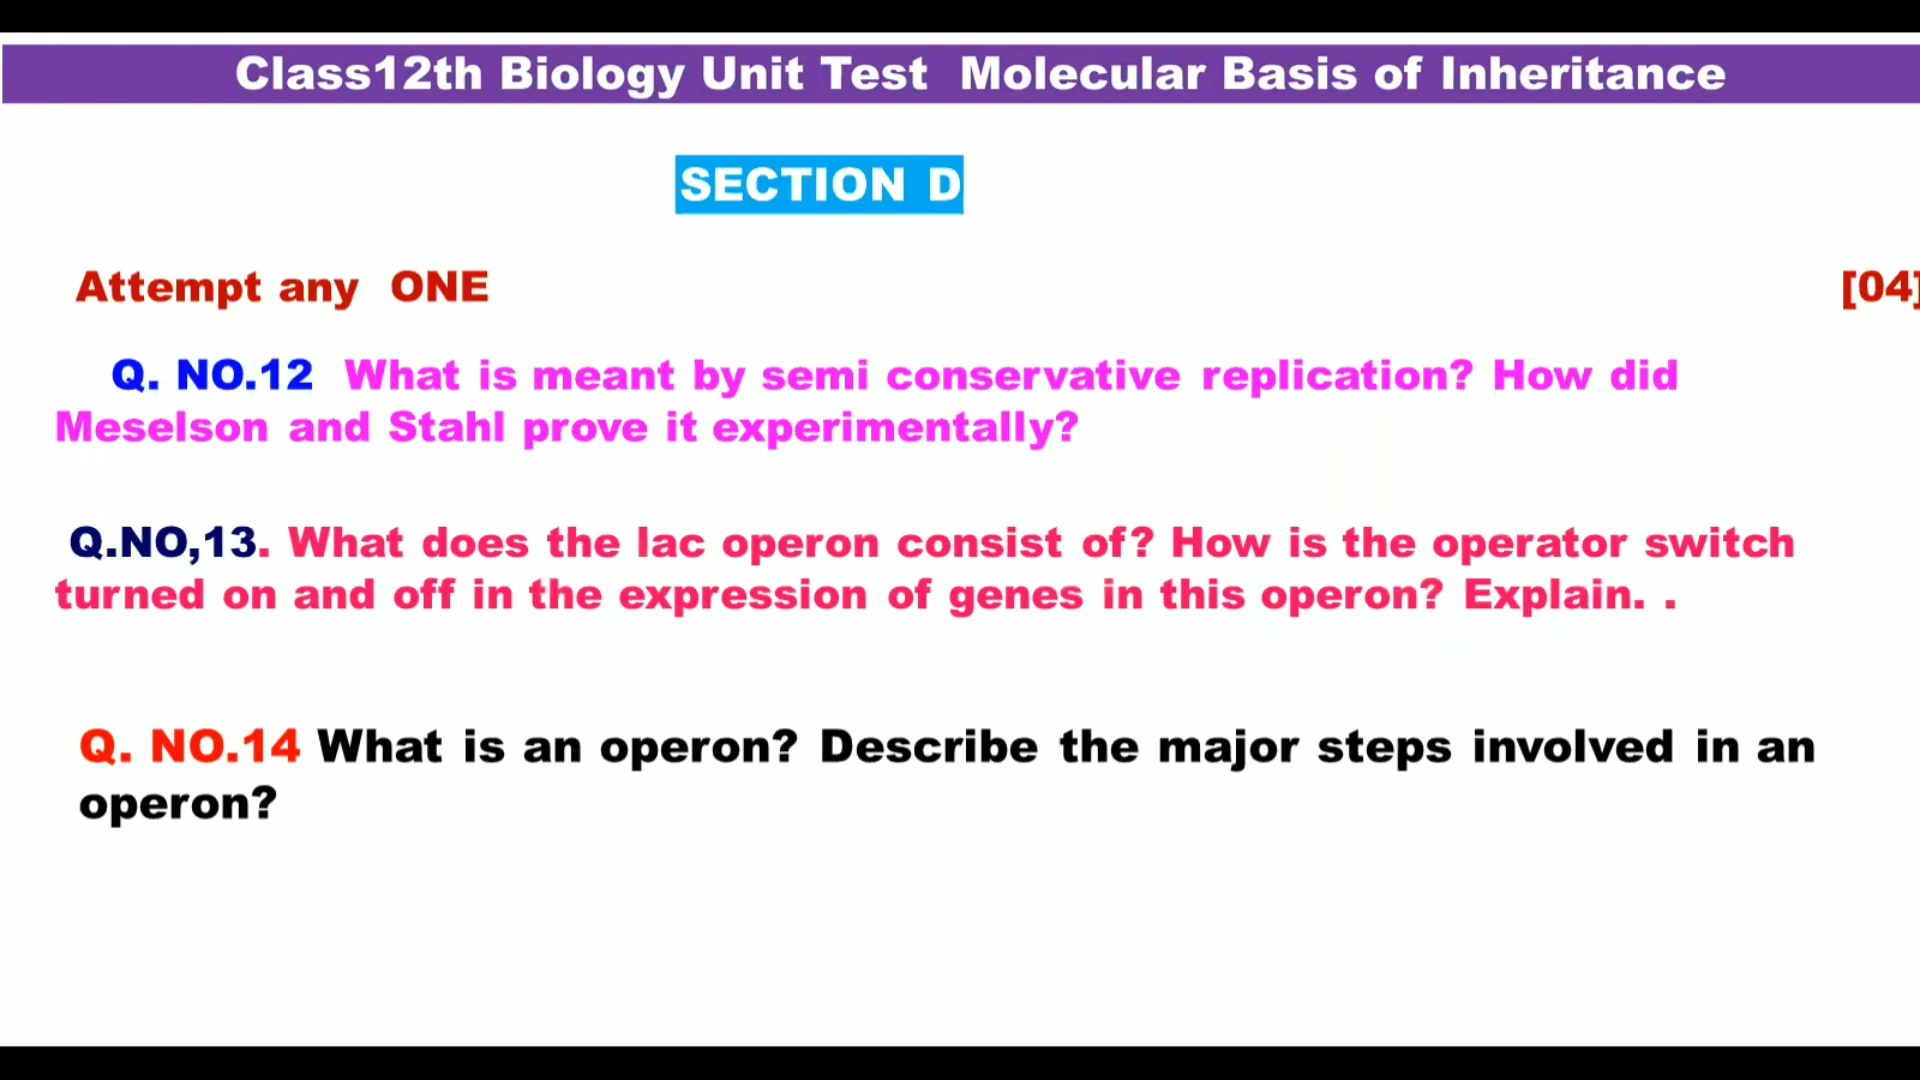 Class12th Biology Unit Test Molecular Basis of Inheritance
SECTION D
Attempt any ONE [04]
Q. NO.12 What is meant by semi conservative replication? How did
Meselson and Stahl prove it experimentally?
Q.NO,13. What does the lac operon consist of? How is the operator switch
turned on and off in the expression of genes in this operon? Explain. .
Q. NO.14 What is an operon? Describe the major steps involved in an
operon?